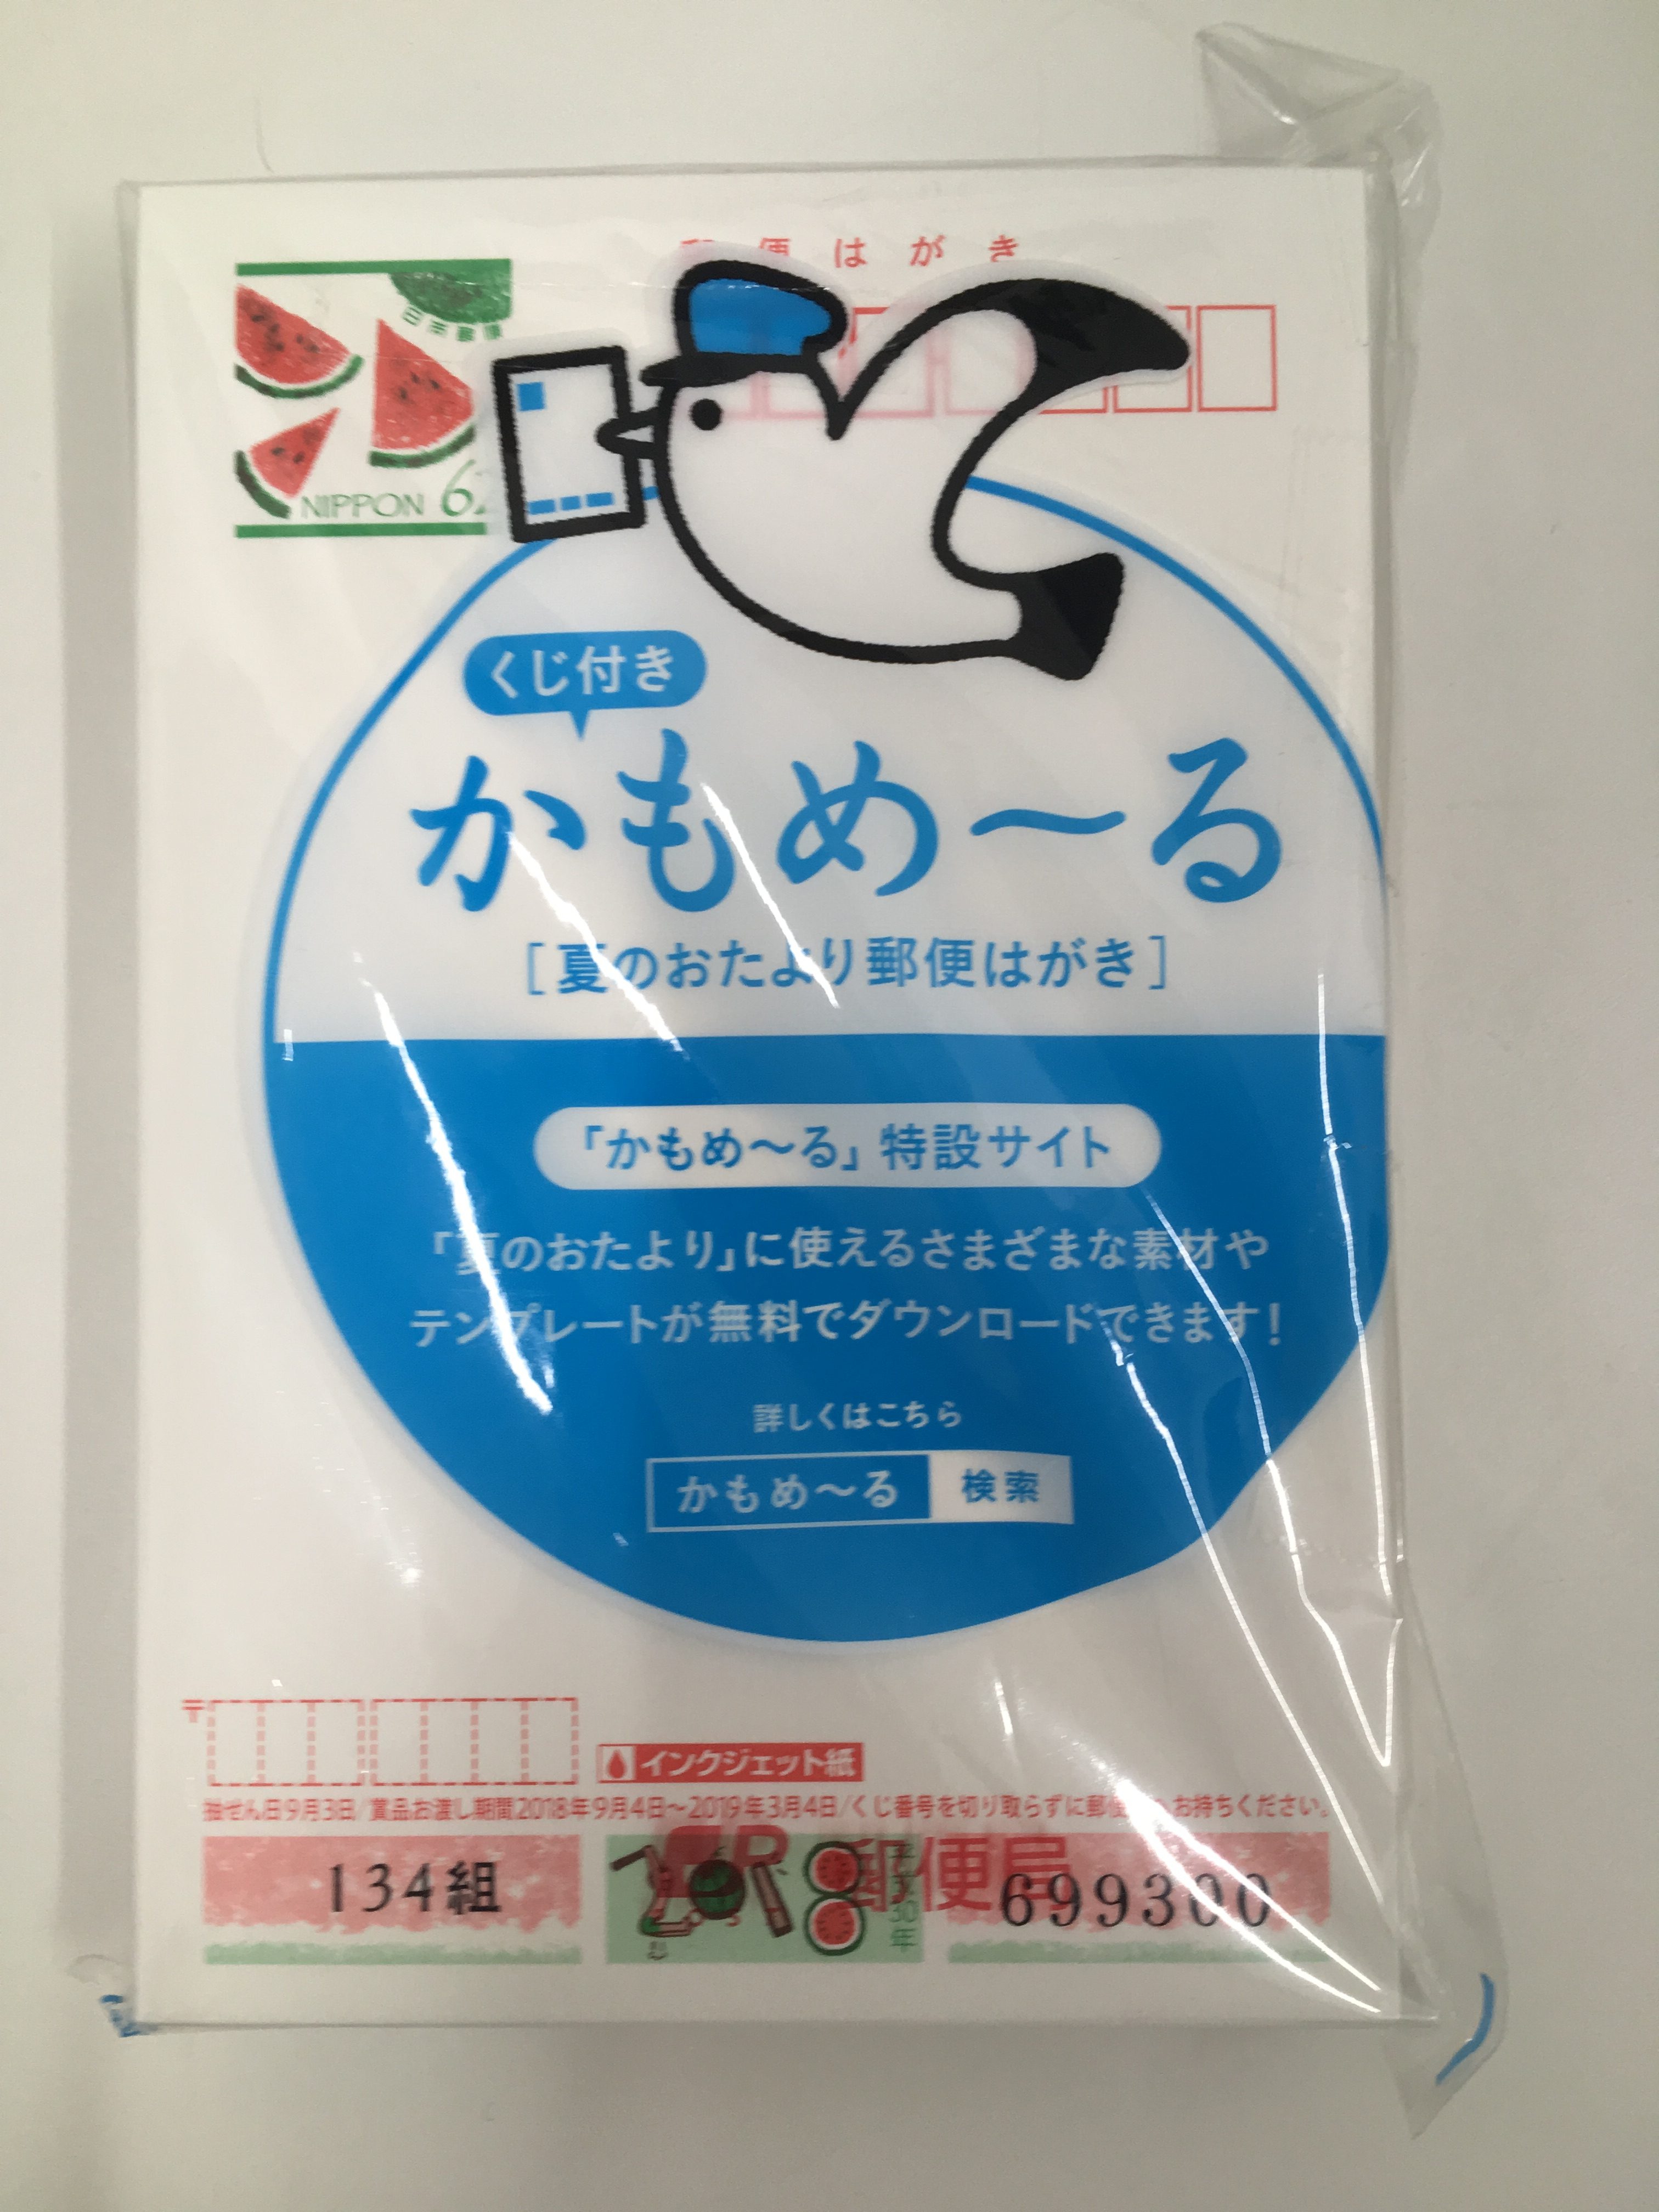 便はがき
日本郵便
NIPPON 62
くじ付き
かもめ〜る
[夏のおたより郵便はがき]
「かもめ〜る」特設サイト
「夏のおたより」に使えるさまざまな素材や
テンプレートが無料でダウンロードできます!
詳しくはこちら
かもめ〜る 検索
〒
インクジェット紙
抽せん日9月3日/賞品お渡し期間2018年9月4日〜2019年3月4日/くじ番号を切り取らずに郵便 へお持ちください。
134組
郵便局
30年
699300